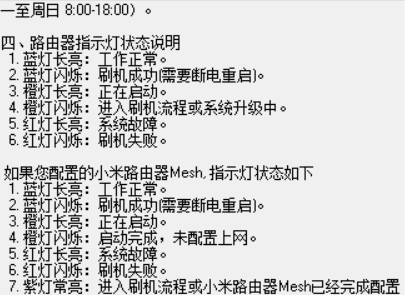 一至周日 8:00-18:00）。
四、路由器指示灯状态说明
1. 蓝灯长亮：工作正常。
2. 蓝灯闪烁：刷机成功(需要断电重启)。
3. 橙灯长亮：正在启动。
4. 橙灯闪烁：进入刷机流程或系统升级中。
5. 红灯长亮：系统故障。
6. 红灯闪烁：刷机失败。
如果您配置的小米路由器Mesh,指示灯状态如下
1. 蓝灯长亮：工作正常。
2. 蓝灯闪烁：刷机成功(需要断电重启)。
3. 橙灯长亮：正在启动。
4. 橙灯闪烁：启动完成，未配置上网。
5. 红灯长亮：系统故障。
6. 红灯闪烁：刷机失败。
7. 紫灯常亮：进入刷机流程或小米路由器Mesh已经完成配置